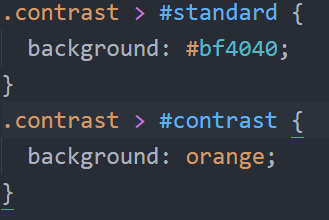 .contrast > #standard {
  background: #bf4040;
}
.contrast > #contrast {
  background: orange;
}